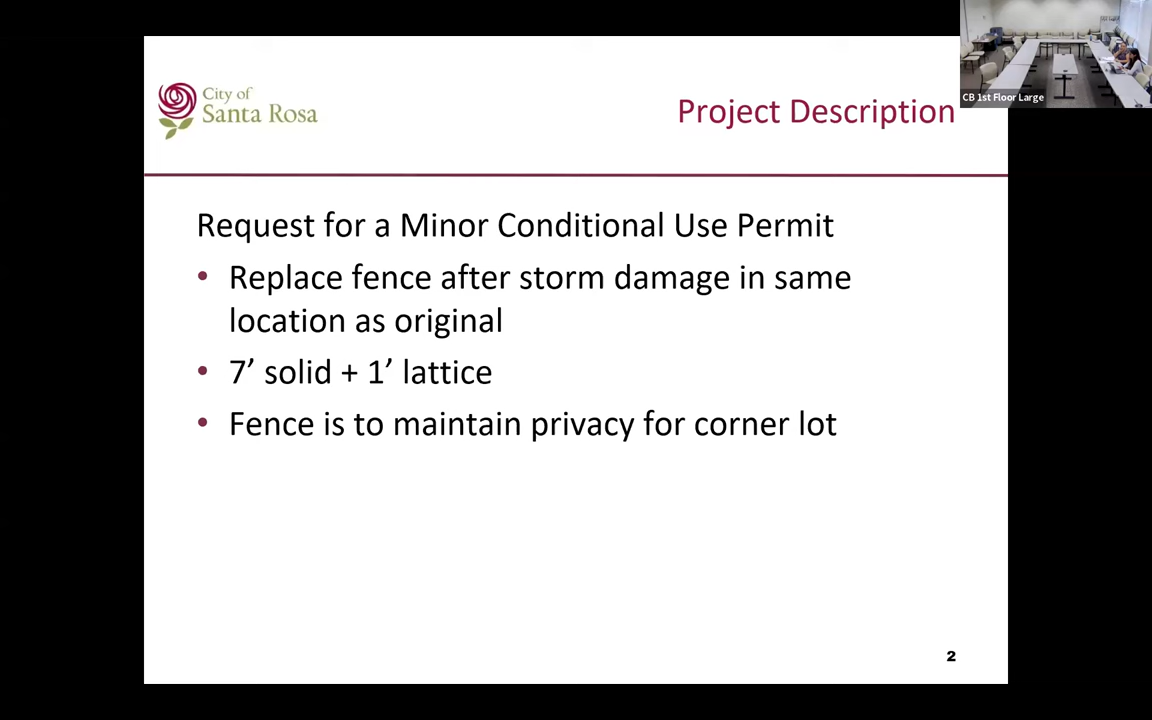 City of
Santa Rosa
Project Description
CB 1st Floor Large
Request for a Minor Conditional Use Permit
• Replace fence after storm damage in same
location as original
• 7’ solid + 1’ lattice
• Fence is to maintain privacy for corner lot
2